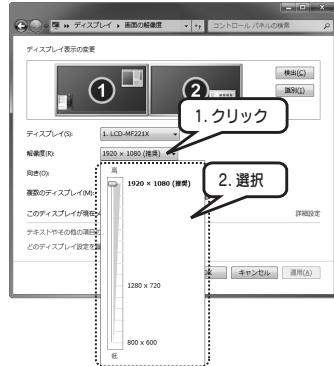 ディスプレイ ▸ 画面の解像度
コントロール パネルの検索
ディスプレイ表示の変更
1
2
検出(C)
識別(I)
1. クリック
ディスプレイ(S):
1. LCD-MF221X
解像度(R):
1920 × 1080 (推奨)
向き(O):
複数のディスプレイ(M):
このディスプレイが現在
詳細設定
テキストやその他の項目の
どのディスプレイ設定を
高
1920 × 1080 (推奨)
2. 選択
1280 x 720
800 x 600
低
キャンセル
適用(A)